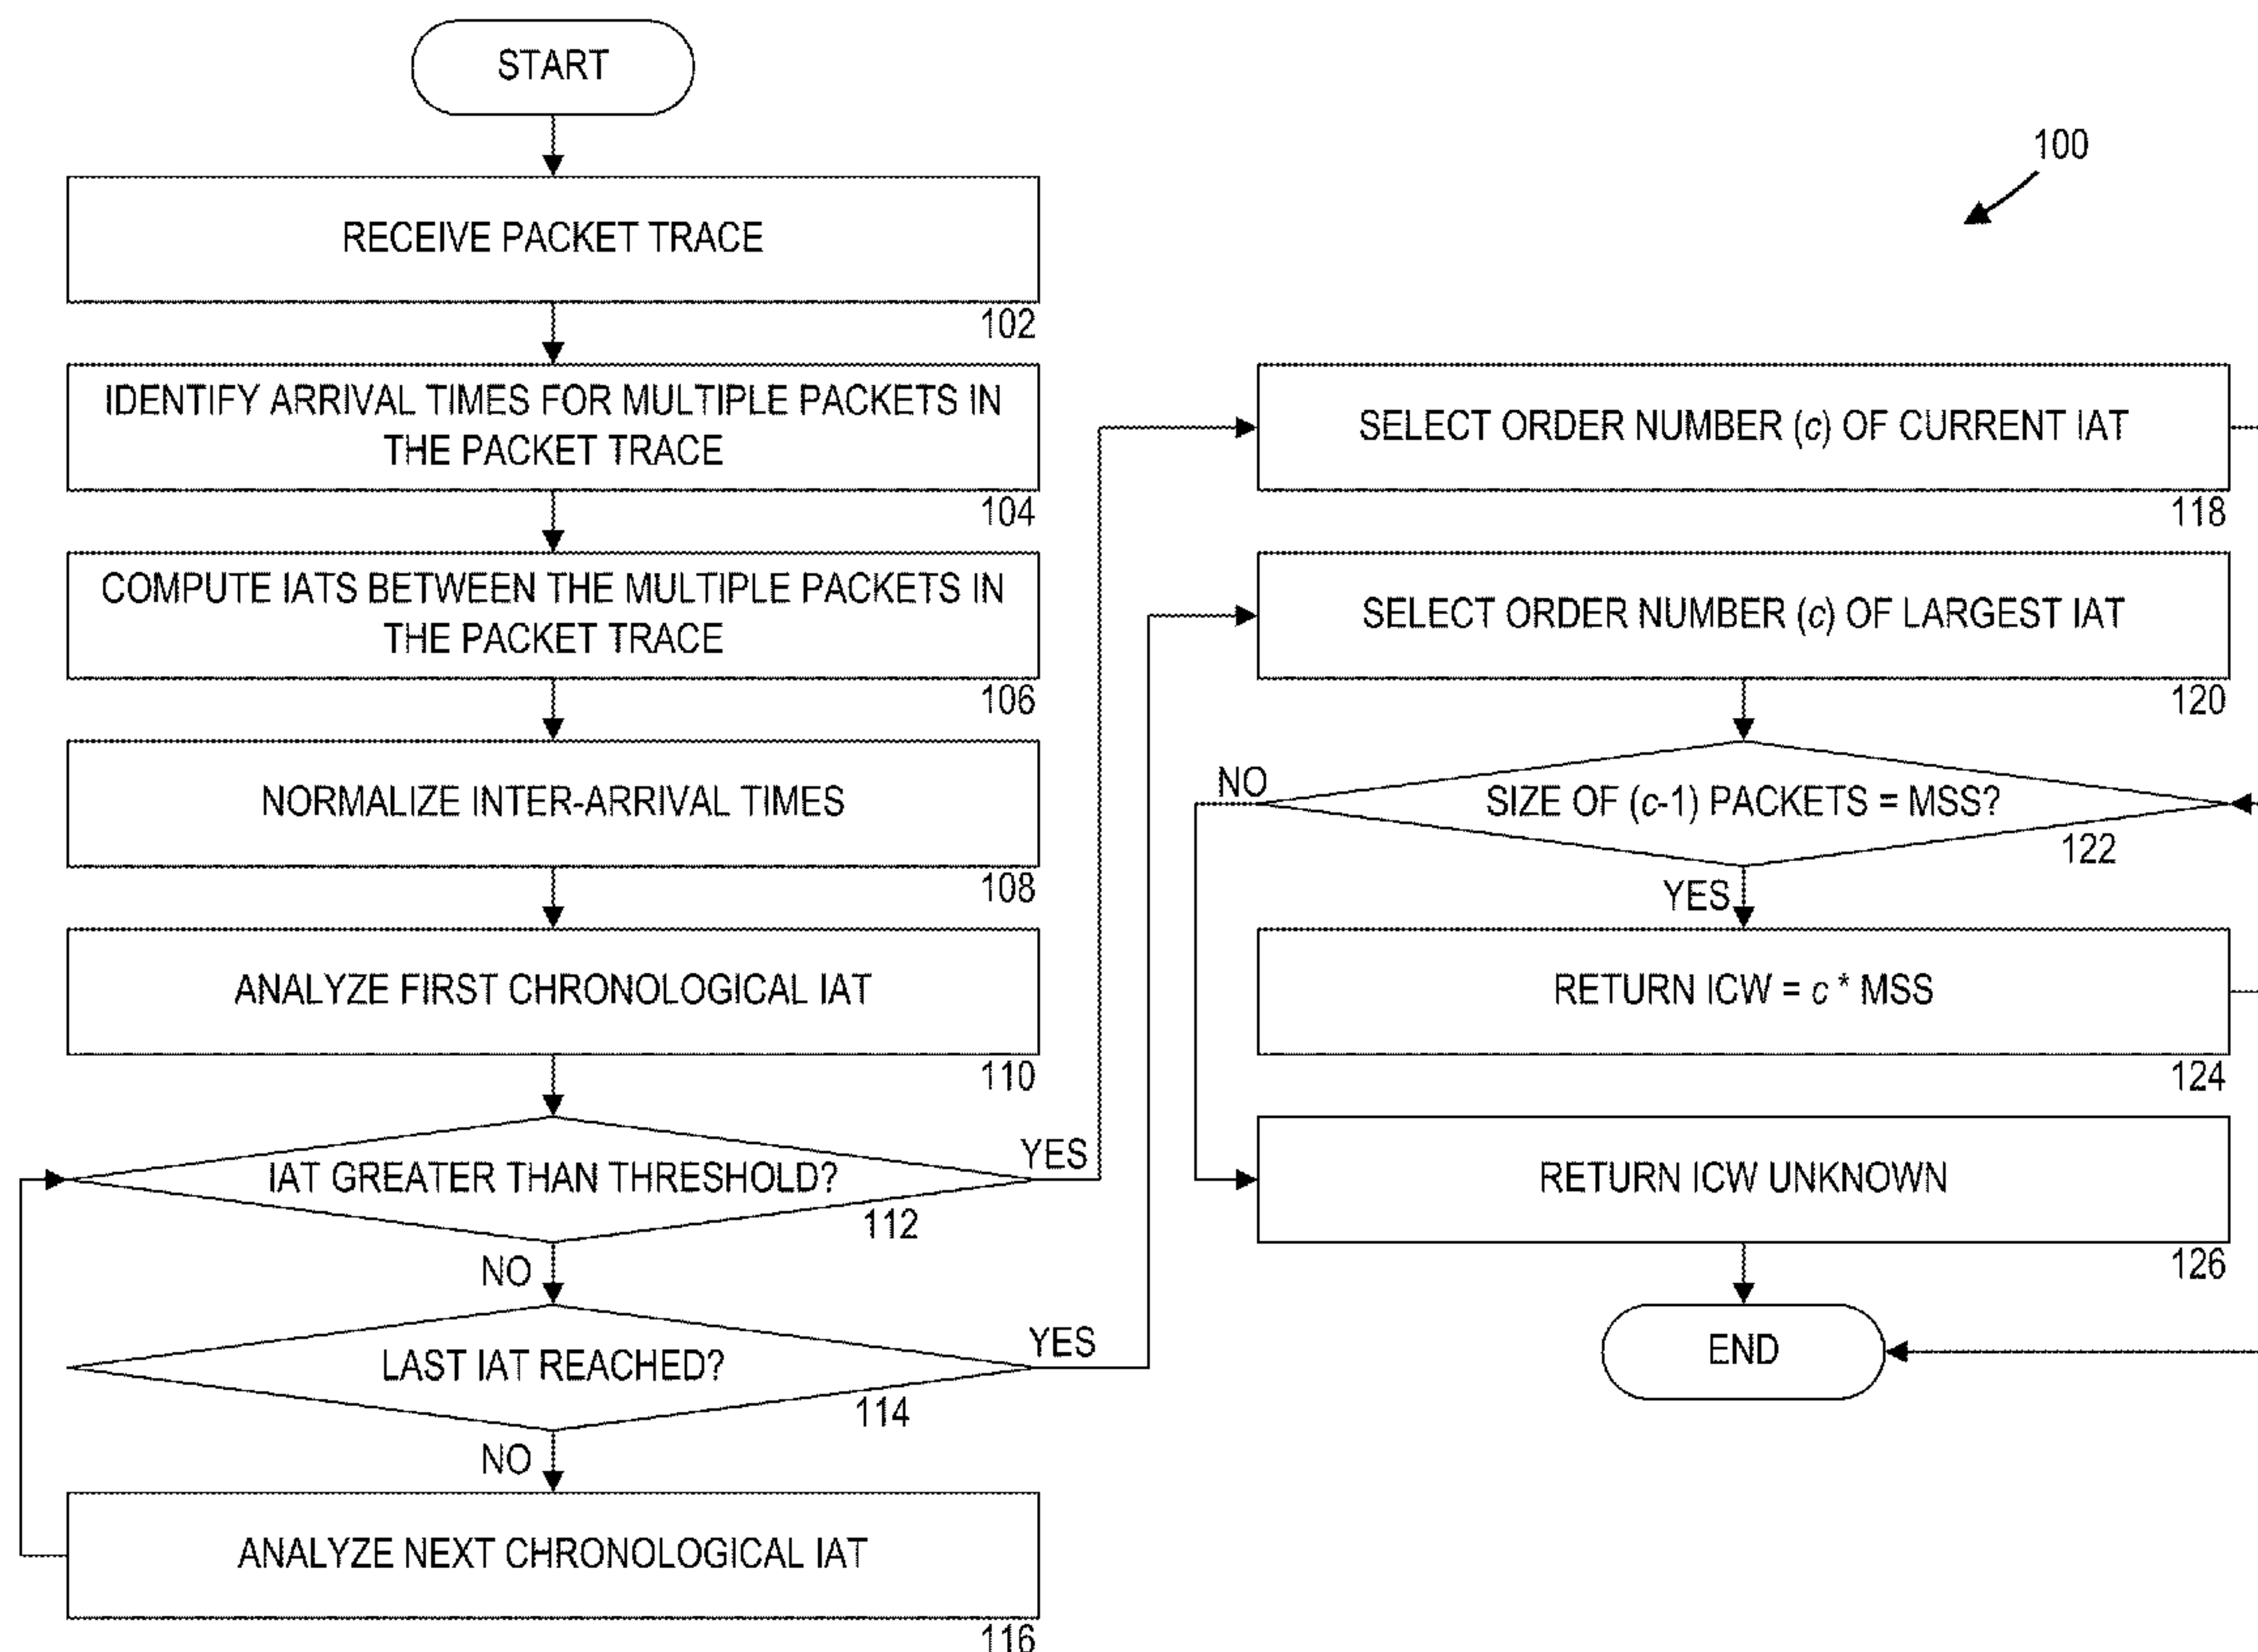 START
100
RECEIVE PACKET TRACE
102
IDENTIFY ARRIVAL TIMES FOR MULTIPLE PACKETS IN
THE PACKET TRACE
104
COMPUTE IATS BETWEEN THE MULTIPLE PACKETS IN
THE PACKET TRACE
106
NORMALIZE INTER-ARRIVAL TIMES
108
ANALYZE FIRST CHRONOLOGICAL IAT
110
IAT GREATER THAN THRESHOLD?
YES
112
NO
LAST IAT REACHED?
YES
114
NO
ANALYZE NEXT CHRONOLOGICAL IAT
116
SELECT ORDER NUMBER (c) OF CURRENT IAT
118
SELECT ORDER NUMBER (c) OF LARGEST IAT
120
NO
SIZE OF (c-1) PACKETS = MSS?
122
YES
RETURN ICW = c * MSS
124
RETURN ICW UNKNOWN
126
END